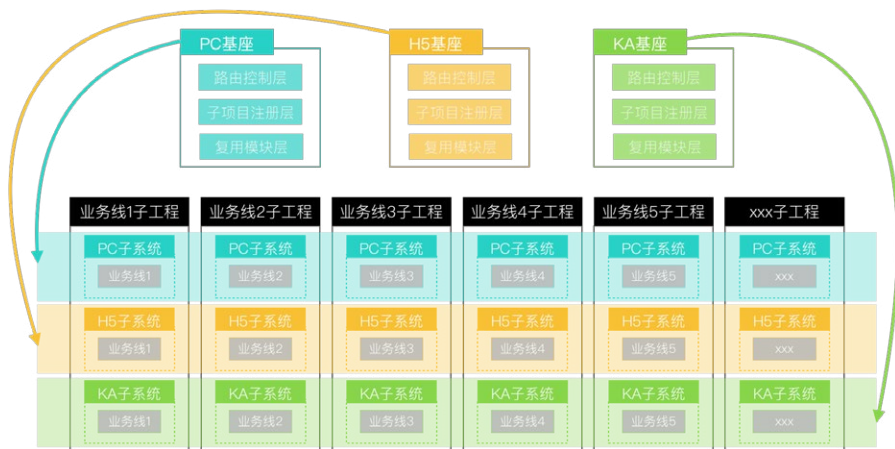 PC基座 H5基座 KA基座
路由控制层 路由控制层 路由控制层
子项目注册层 子项目注册层 子项目注册层
复用模块层 复用模块层 复用模块层
业务线1子工程 业务线2子工程 业务线3子工程 业务线4子工程 业务线5子工程 xxx子工程
PC子系统 PC子系统 PC子系统 PC子系统 PC子系统 PC子系统
业务线1 业务线2 业务线3 业务线4 业务线5 xxx
H5子系统 H5子系统 H5子系统 H5子系统 H5子系统 H5子系统
业务线1 业务线2 业务线3 业务线4 业务线5 xxx
KA子系统 KA子系统 KA子系统 KA子系统 KA子系统 KA子系统
业务线1 业务线2 业务线3 业务线4 业务线5 xxx